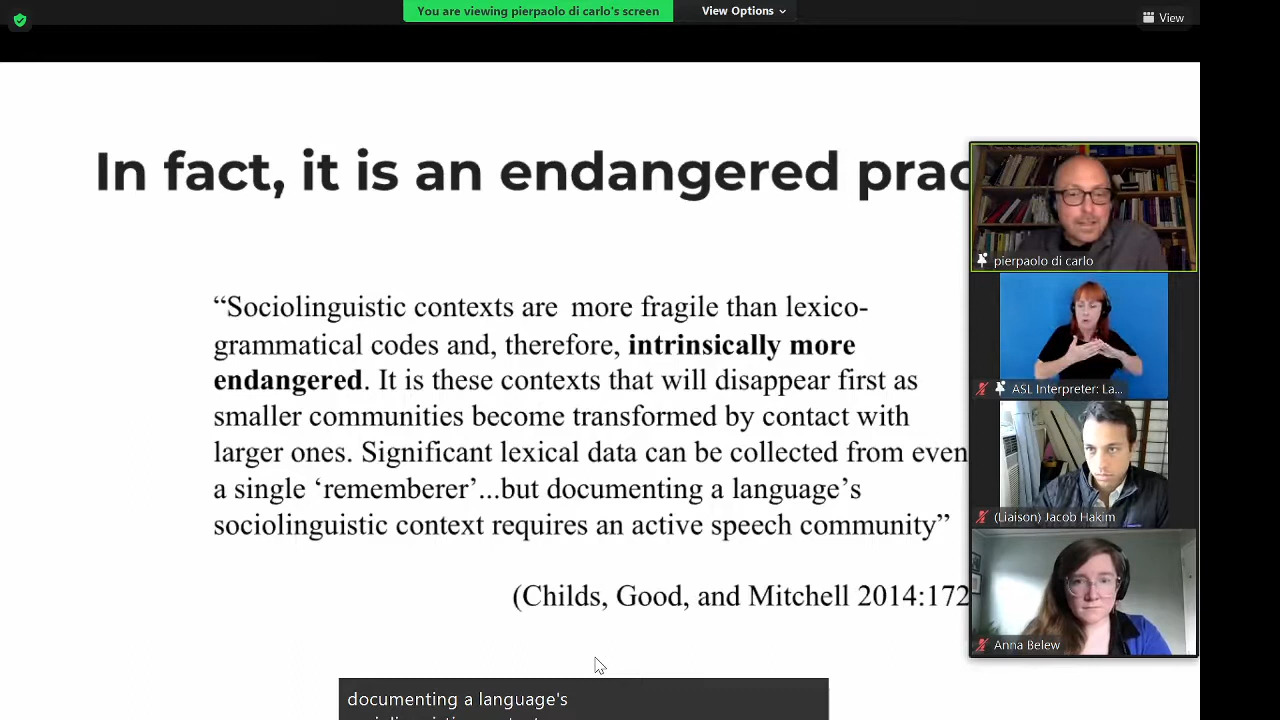 You are viewing pierpaolo di carlo's screen
View Options
View
In fact, it is an endangered prac
“Sociolinguistic contexts are more fragile than lexico-
grammatical codes and, therefore, intrinsically more
endangered. It is these contexts that will disappear first as
smaller communities become transformed by contact with
larger ones. Significant lexical data can be collected from even
a single ‘rememberer’...but documenting a language’s
sociolinguistic context requires an active speech community”
(Childs, Good, and Mitchell 2014:172
pierpaolo di carlo
ASL Interpreter: La...
(Liaison) Jacob Hakim
Anna Belew
documenting a language's